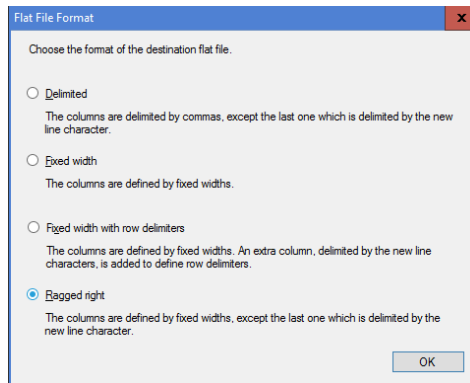 Flat File Format
x
Choose the format of the destination flat file.
Delimited
The columns are delimited by commas, except the last one which is delimited by the new
line character.
Fixed width
The columns are defined by fixed widths.
Fixed width with row delimiters
The columns are defined by fixed widths. An extra column, delimited by the new line
characters, is added to define row delimiters.
Ragged right
The columns are defined by fixed widths, except the last one which is delimited by the
new line character.
OK